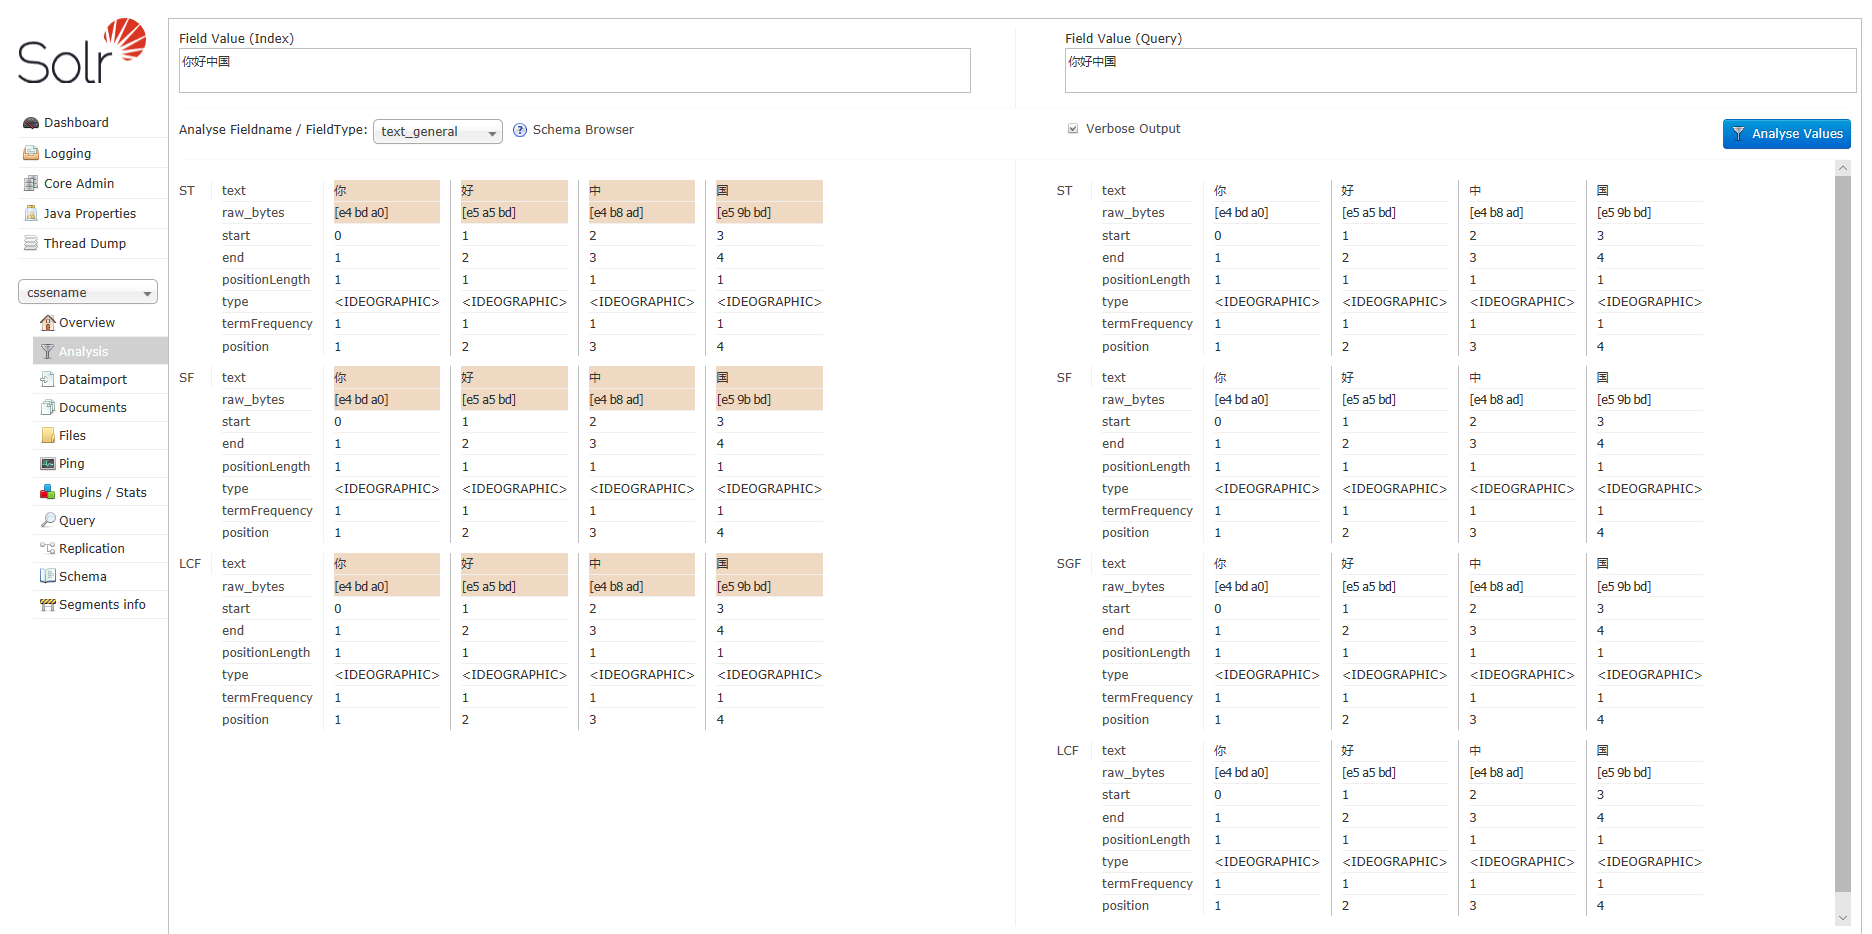 Solr
Dashboard
Logging
Core Admin
Java Properties
Thread Dump
cssename
Overview
Analysis
Dataimport
Documents
Files
Ping
Plugins / Stats
Query
Replication
Schema
Segments info
Field Value (Index)
你好中国
Field Value (Query)
你好中国
Analyse Fieldname / FieldType: text_general ? Schema Browser
Verbose Output
Analyse Values
ST text 你 好 中 国
raw_bytes [e4 bd a0] [e5 a5 bd] [e4 b8 ad] [e5 9b bd]
start 0 1 2 3
end 1 2 3 4
positionLength 1 1 1 1
type <IDEOGRAPHIC> <IDEOGRAPHIC> <IDEOGRAPHIC> <IDEOGRAPHIC>
termFrequency 1 1 1 1
position 1 2 3 4
SF text 你 好 中 国
raw_bytes [e4 bd a0] [e5 a5 bd] [e4 b8 ad] [e5 9b bd]
start 0 1 2 3
end 1 2 3 4
positionLength 1 1 1 1
type <IDEOGRAPHIC> <IDEOGRAPHIC> <IDEOGRAPHIC> <IDEOGRAPHIC>
termFrequency 1 1 1 1
position 1 2 3 4
LCF text 你 好 中 国
raw_bytes [e4 bd a0] [e5 a5 bd] [e4 b8 ad] [e5 9b bd]
start 0 1 2 3
end 1 2 3 4
positionLength 1 1 1 1
type <IDEOGRAPHIC> <IDEOGRAPHIC> <IDEOGRAPHIC> <IDEOGRAPHIC>
termFrequency 1 1 1 1
position 1 2 3 4
ST text 你 好 中 国
raw_bytes [e4 bd a0] [e5 a5 bd] [e4 b8 ad] [e5 9b bd]
start 0 1 2 3
end 1 2 3 4
positionLength 1 1 1 1
type <IDEOGRAPHIC> <IDEOGRAPHIC> <IDEOGRAPHIC> <IDEOGRAPHIC>
termFrequency 1 1 1 1
position 1 2 3 4
SF text 你 好 中 国
raw_bytes [e4 bd a0] [e5 a5 bd] [e4 b8 ad] [e5 9b bd]
start 0 1 2 3
end 1 2 3 4
positionLength 1 1 1 1
type <IDEOGRAPHIC> <IDEOGRAPHIC> <IDEOGRAPHIC> <IDEOGRAPHIC>
termFrequency 1 1 1 1
position 1 2 3 4
SGF text 你 好 中 国
raw_bytes [e4 bd a0] [e5 a5 bd] [e4 b8 ad] [e5 9b bd]
start 0 1 2 3
end 1 2 3 4
positionLength 1 1 1 1
type <IDEOGRAPHIC> <IDEOGRAPHIC> <IDEOGRAPHIC> <IDEOGRAPHIC>
termFrequency 1 1 1 1
position 1 2 3 4
LCF text 你 好 中 国
raw_bytes [e4 bd a0] [e5 a5 bd] [e4 b8 ad] [e5 9b bd]
start 0 1 2 3
end 1 2 3 4
positionLength 1 1 1 1
type <IDEOGRAPHIC> <IDEOGRAPHIC> <IDEOGRAPHIC> <IDEOGRAPHIC>
termFrequency 1 1 1 1
position 1 2 3 4